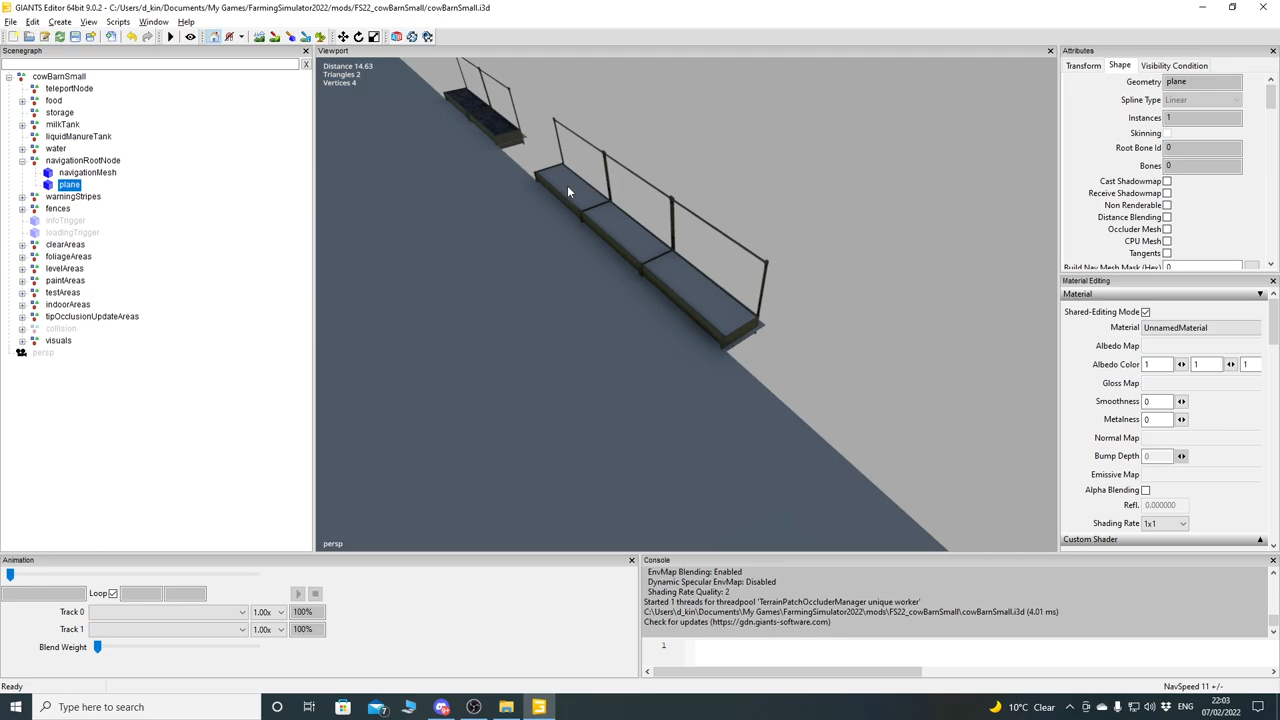 GIANTS Editor 64bit 9.0.2 - C:/Users/d_kin/Documents/My Games/FarmingSimulator2022/mods/FS22_cowBarnSmall/cowBarnSmall.i3d
File Edit Create View Scripts Window Help
Scenegraph
X
cowBarnSmall
teleportNode
food
storage
milkTank
liquidManureTank
water
navigationRootNode
navigationMesh
plane
warningStripes
fences
infoTrigger
loadingTrigger
clearAreas
foliageAreas
levelAreas
paintAreas
testAreas
indoorAreas
tipOcclusionUpdateAreas
collision
visuals
persp
Viewport
Distance 14.63
Triangles 2
Vertices 4
persp
Attributes
Transform Shape Visibility Condition
Geometry plane
Spline Type Linear
Instances 1
Skinning
Root Bone Id 0
Bones 0
Cast Shadowmap
Receive Shadowmap
Non Renderable
Distance Blending
Occluder Mesh
CPU Mesh
Tangents
Build Nav Mesh Mask (Hex) 0
Material Editing
Material
Shared-Editing Mode
Material UnnamedMaterial
Albedo Map
Albedo Color 1 1 1
Gloss Map
Smoothness 0
Metalness 0
Normal Map
Bump Depth 0
Emissive Map
Alpha Blending
Refl. 0.000000
Shading Rate 1x1
Custom Shader
Animation
Loop
Track 0 1.00x 100%
Track 1 1.00x 100%
Blend Weight
Console
EnvMap Blending: Enabled
Dynamic Specular EnvMap: Disabled
Shading Rate Quality: 2
Started 1 threads for threadpool 'TerrainPatchOccluderManager unique worker'
C:\Users\d_kin\Documents\My Games\FarmingSimulator2022\mods\FS22_cowBarnSmall\cowBarnSmall.i3d (4.01 ms)
Check for updates (https://gdn.giants-software.com)
1
Ready
NavSpeed 11 +/-
Type here to search
10°C Clear
ENG
22:03
07/02/2022